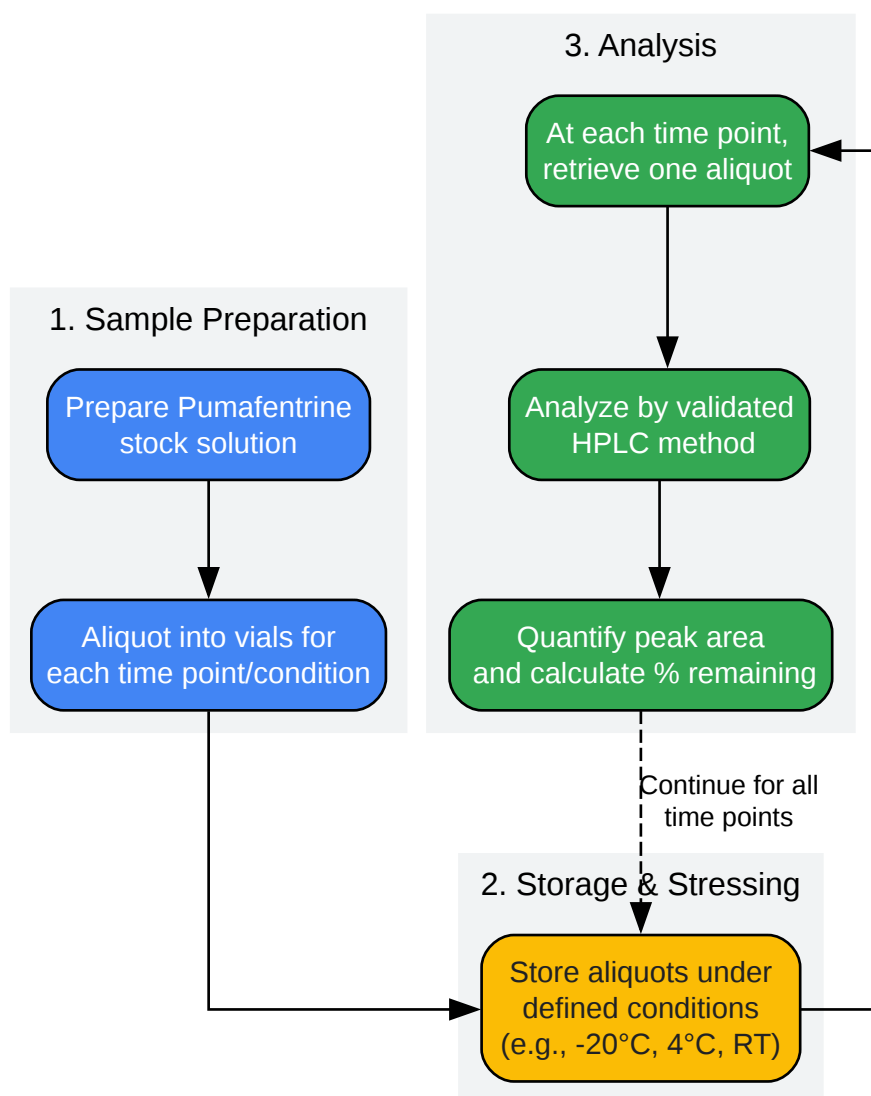 1. Sample Preparation
Prepare Pumafentrine
stock solution
Aliquot into vials for
each time point/condition
3. Analysis
At each time point,
retrieve one aliquot
Analyze by validated
HPLC method
Quantify peak area
and calculate % remaining
Continue for all
time points
2. Storage & Stressing
Store aliquots under
defined conditions
(e.g., -20°C, 4°C, RT)